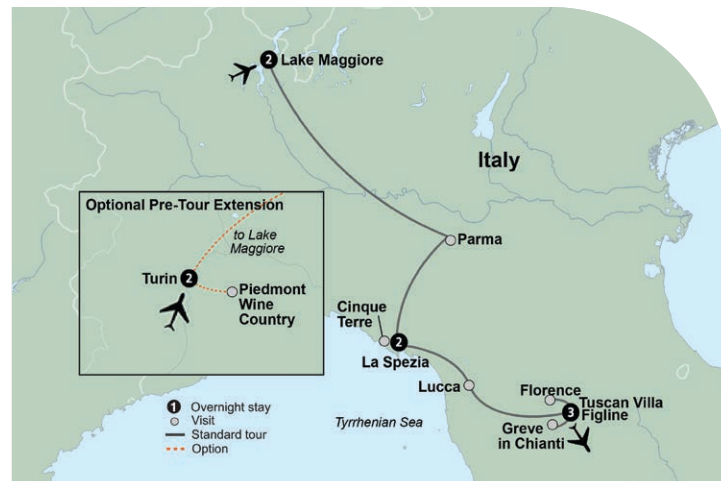 2 Lake Maggiore
Italy
Optional Pre-Tour Extension
to Lake
Maggiore
Turin 2
Piedmont
Wine
Country
Parma
Cinque
Terre
2
La Spezia
Lucca
Florence
Tuscan Villa
3 Figline
Greve
in Chianti
Tyrrhenian Sea
1 Overnight stay
Visit
Standard tour
Option